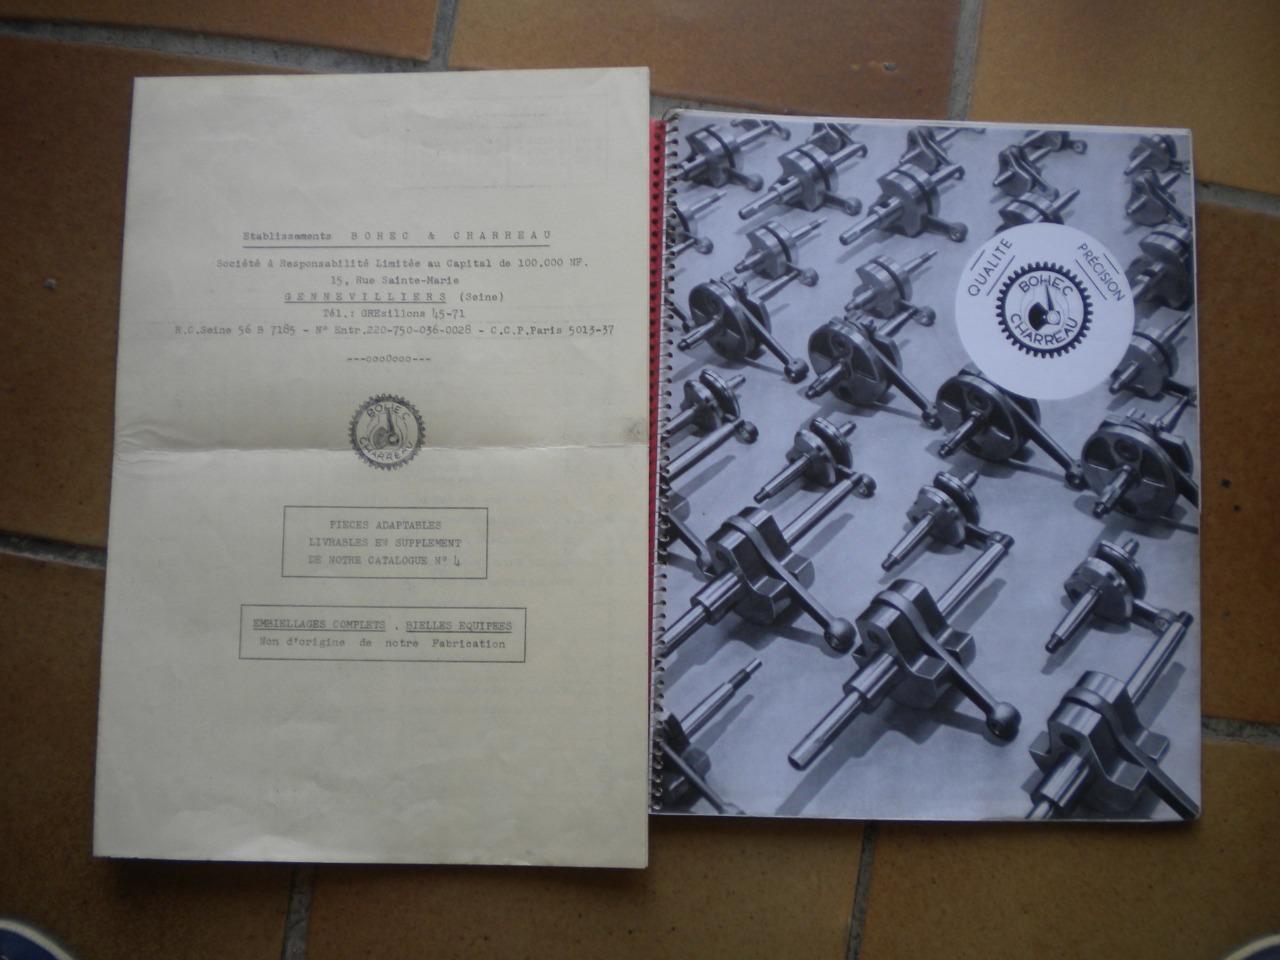 Etablissements BOHEC & CHARREAU
Société à Responsabilité Limitée au Capital de 100.000 NF.
15, Rue Sainte-Marie
GENNEVILLIERS (Seine)
Tél.: GREsillons 45-71
R.C.Seine 56 B 7185 - N° Entr.220-750-036-0028 - C.C.P.Paris 5013-37
---ooo0ooo---
BOHEC
CHARREAU
PIECES ADAPTABLES
LIVRABLES EN SUPPLEMENT
DE NOTRE CATALOGUE N° 4
EMBIELLAGES COMPLETS . BIELLES EQUIPEES
Non d'origine de notre Fabrication
QUALITE
PRÉCISION
BOHEC
CHARREAU